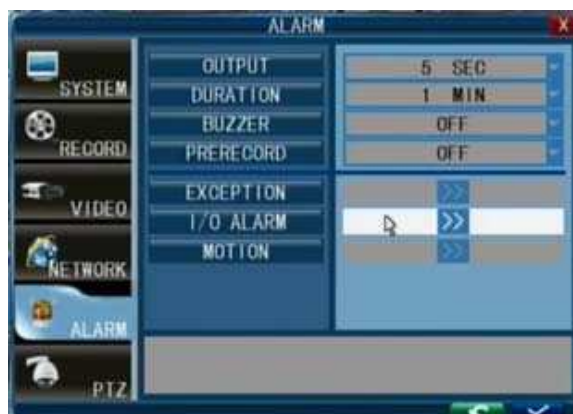 ALARM
X
SYSTEM
RECORD
VIDEO
NETWORK
ALARM
PTZ
OUTPUT 5 SEC
DURATION 1 MIN
BUZZER OFF
PRERECORD OFF
EXCEPTION >>
I/O ALARM >>
MOTION >>